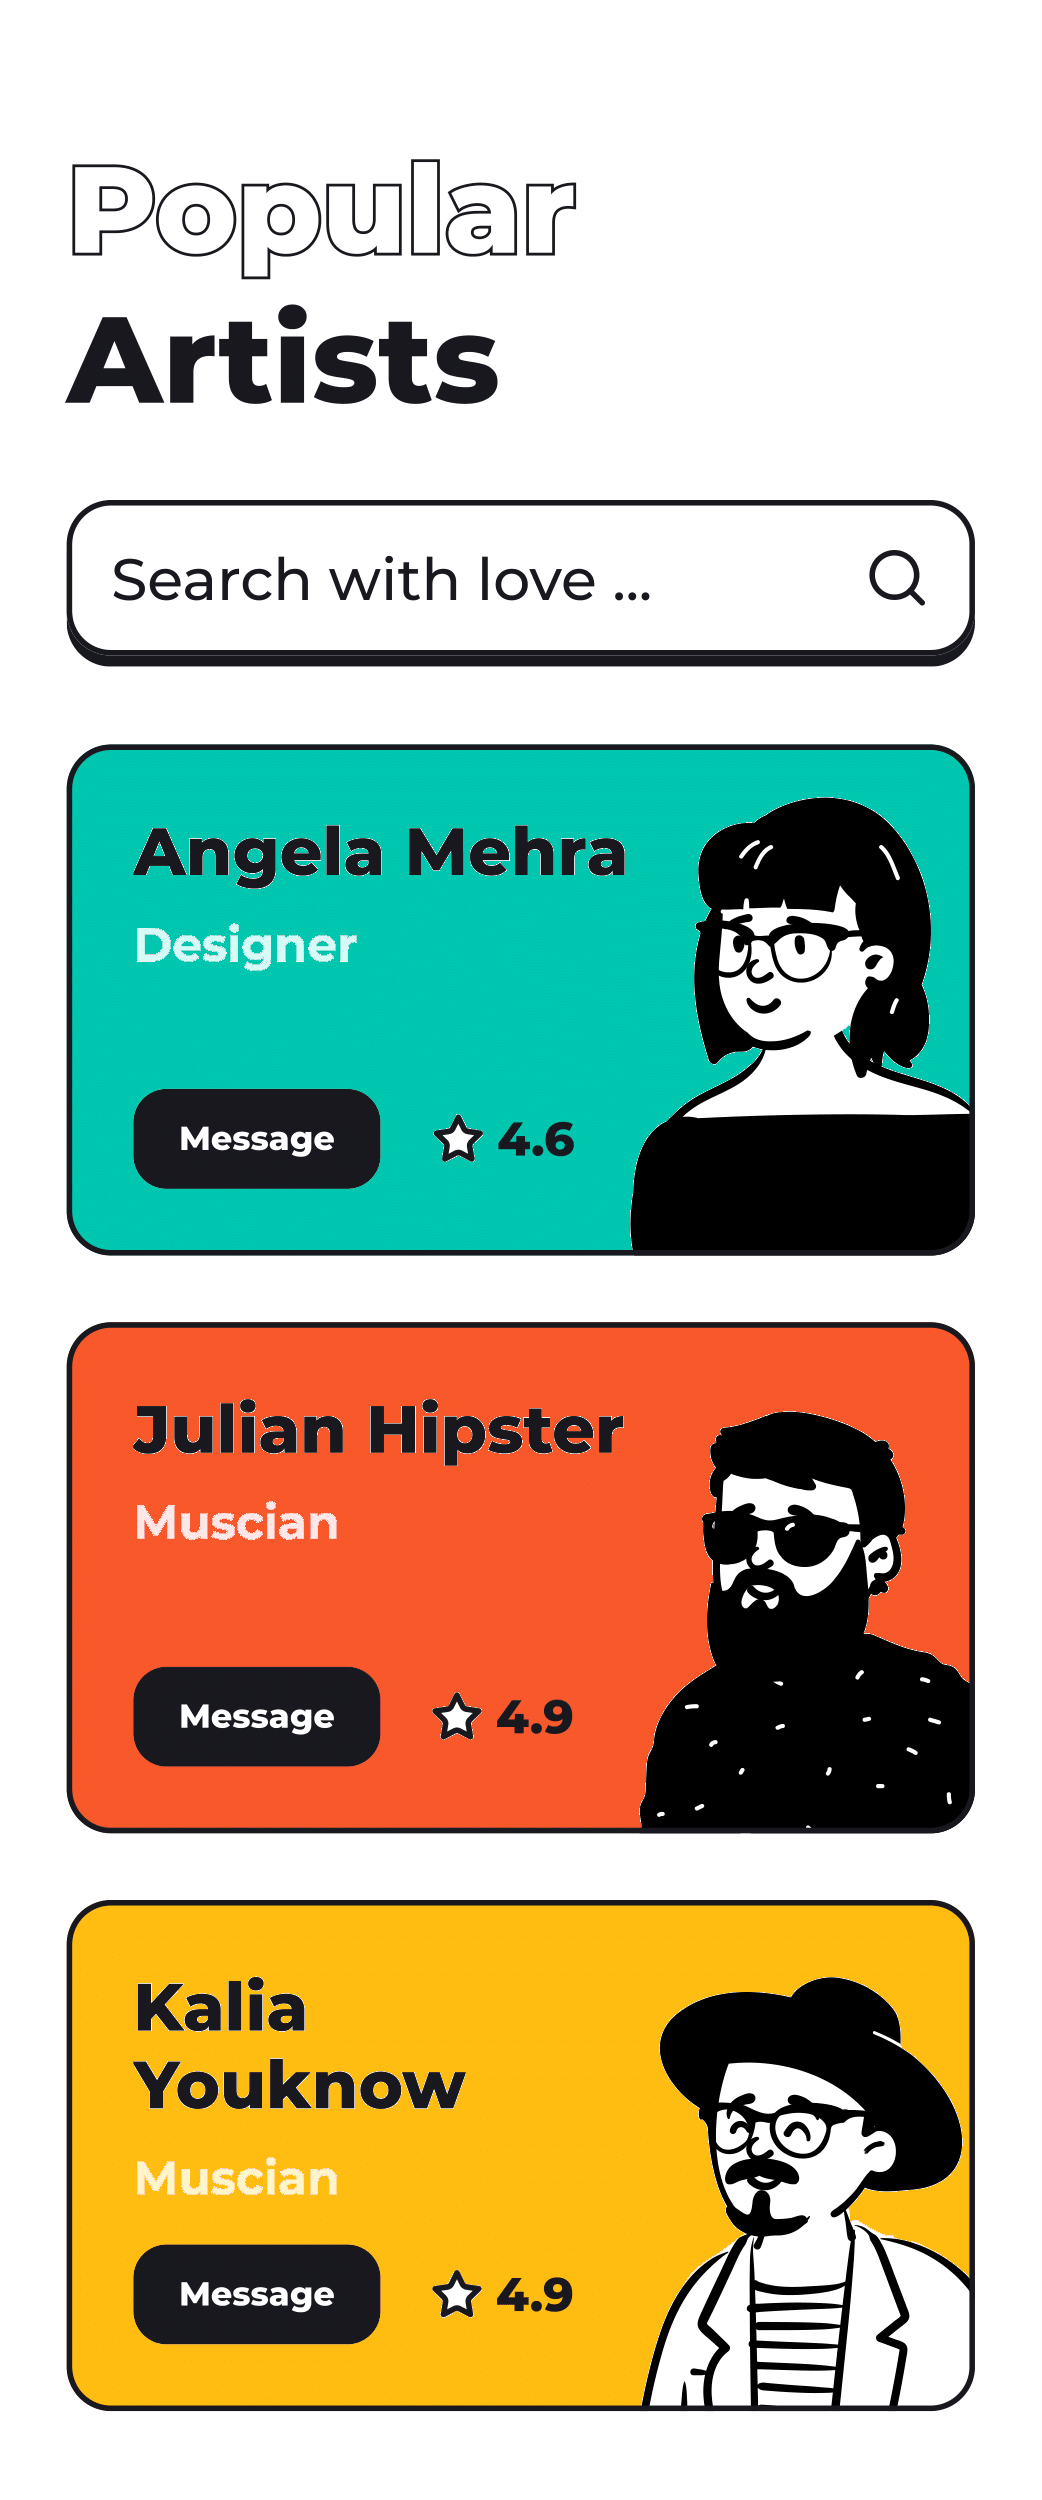 Popular
Artists
Search with love ...
Angela Mehra
Designer
Message
4.6
Julian Hipster
Muscian
Message
4.9
Kalia
Youknow
Muscian
Message
4.9